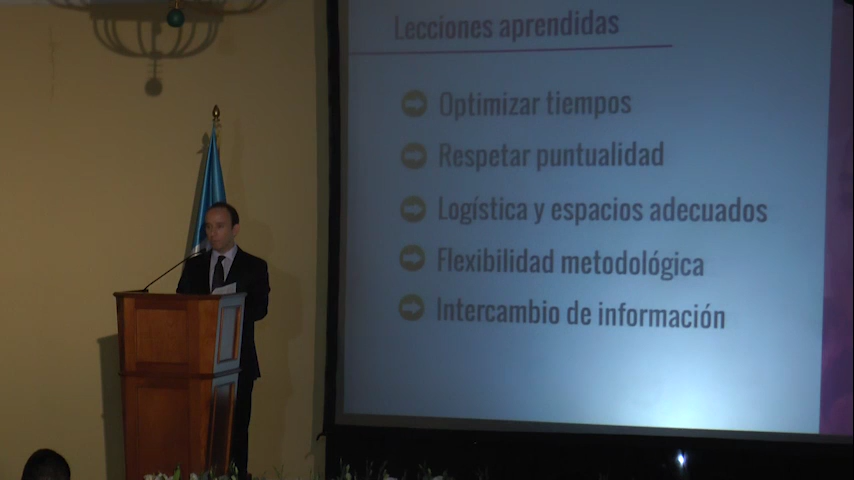 Lecciones aprendidas
Optimizar tiempos
Respetar puntualidad
Logística y espacios adecuados
Flexibilidad metodológica
Intercambio de información